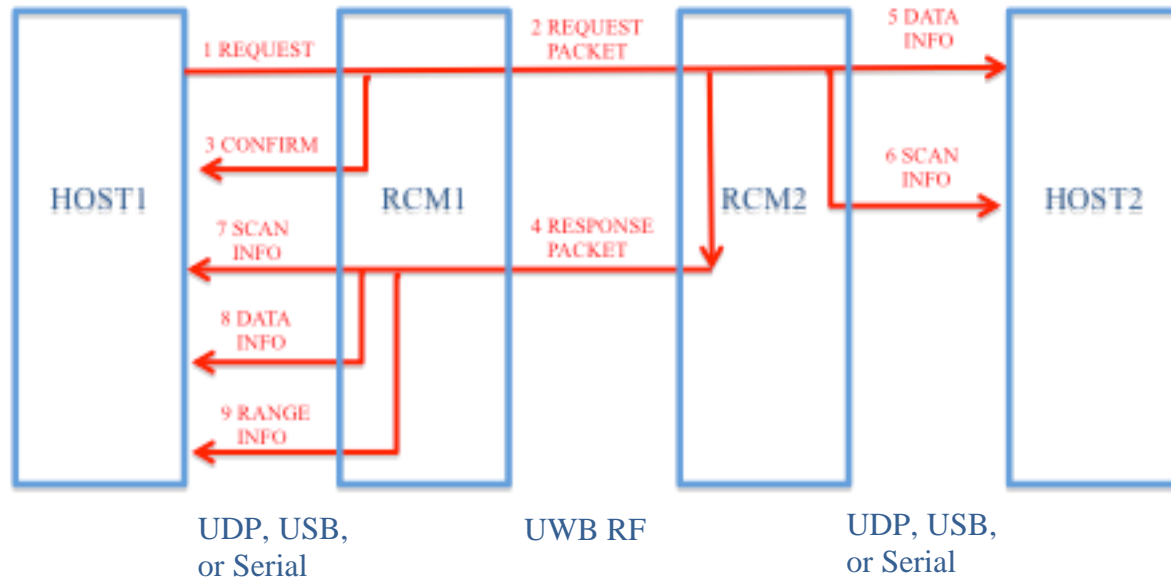 1 REQUEST
2 REQUEST
PACKET
5 DATA
INFO
3 CONFIRM
6 SCAN
INFO
HOST1
RCM1
RCM2
HOST2
7 SCAN
INFO
4 RESPONSE
PACKET
8 DATA
INFO
9 RANGE
INFO
UDP, USB,
or Serial
UWB RF
UDP, USB,
or Serial